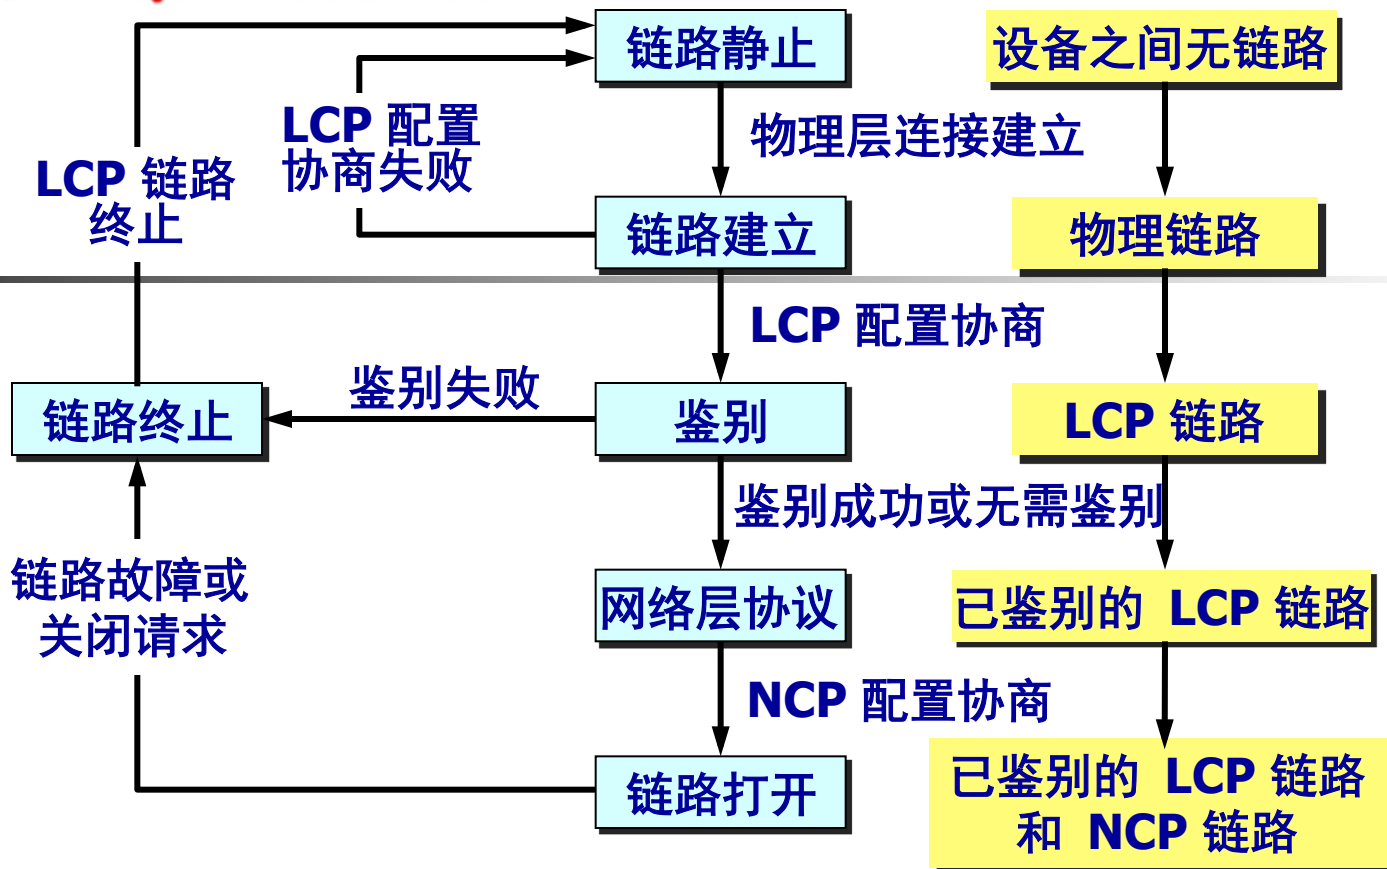 链路静止
设备之间无链路
LCP 配置
协商失败
物理层连接建立
LCP 链路
终止
链路建立
物理链路
LCP 配置协商
鉴别失败
链路终止
鉴别
LCP 链路
鉴别成功或无需鉴别
链路故障或
关闭请求
网络层协议
已鉴别的 LCP 链路
NCP 配置协商
链路打开
已鉴别的 LCP 链路
和 NCP 链路